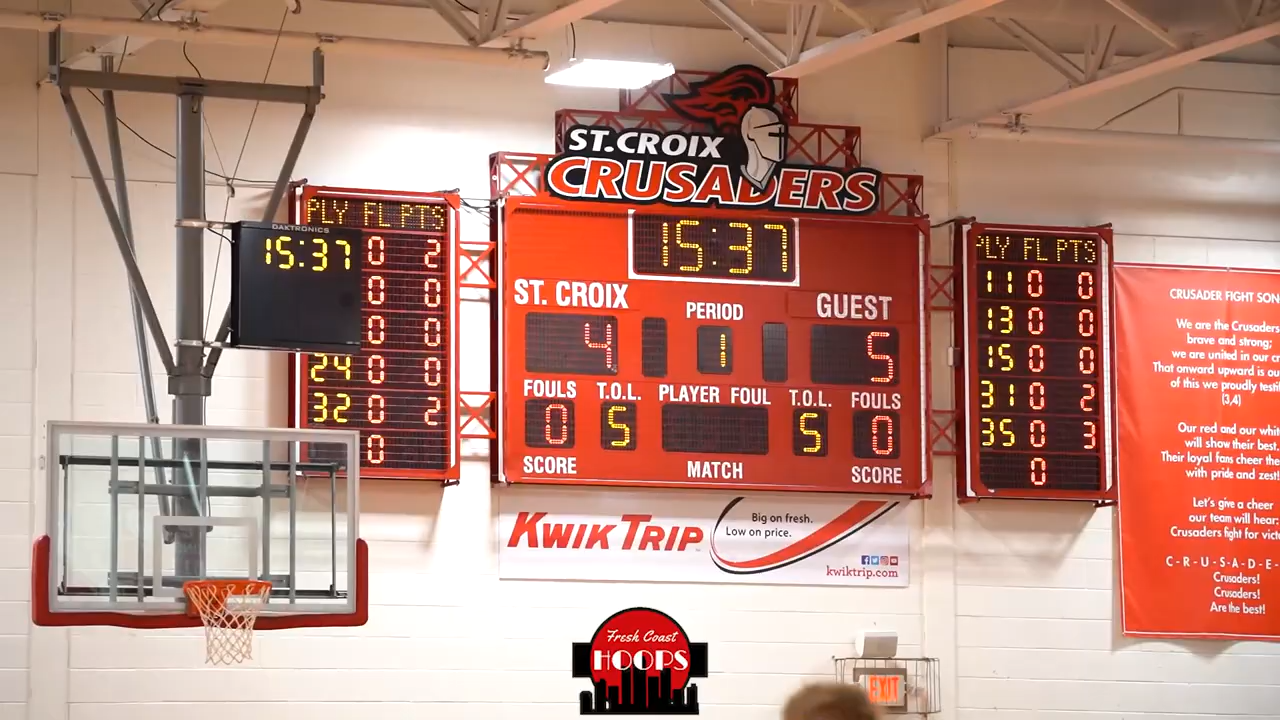 ST. CROIX
CRUSADERS
PLY FL PTS
DAKTRONICS
15:37
0 2
0 0
0 0
24 0 0
32 0 2
0
15:37
ST. CROIX PERIOD GUEST
4 1 5
FOULS T.O.L. PLAYER FOUL T.O.L. FOULS
0 5 5 0
SCORE MATCH SCORE
PLY FL PTS
11 0 0
13 0 0
15 0 0
31 0 2
35 0 3
0
KWIK TRIP
Big on fresh.
Low on price.
kwiktrip.com
CRUSADER FIGHT SON
We are the Crusaders
brave and strong;
we are united in our
That onward upward is
of this we proudly
(3,4)
Our red and our
will show their best.
Their loyal fans cheer
with pride and zest!
Let's give a cheer
our team will hear:
Crusaders fight for
C-R-U-S-A-D-E-
Crusaders!
Crusaders!
Are the best!
Fresh Coast
HOOPS
EXIT